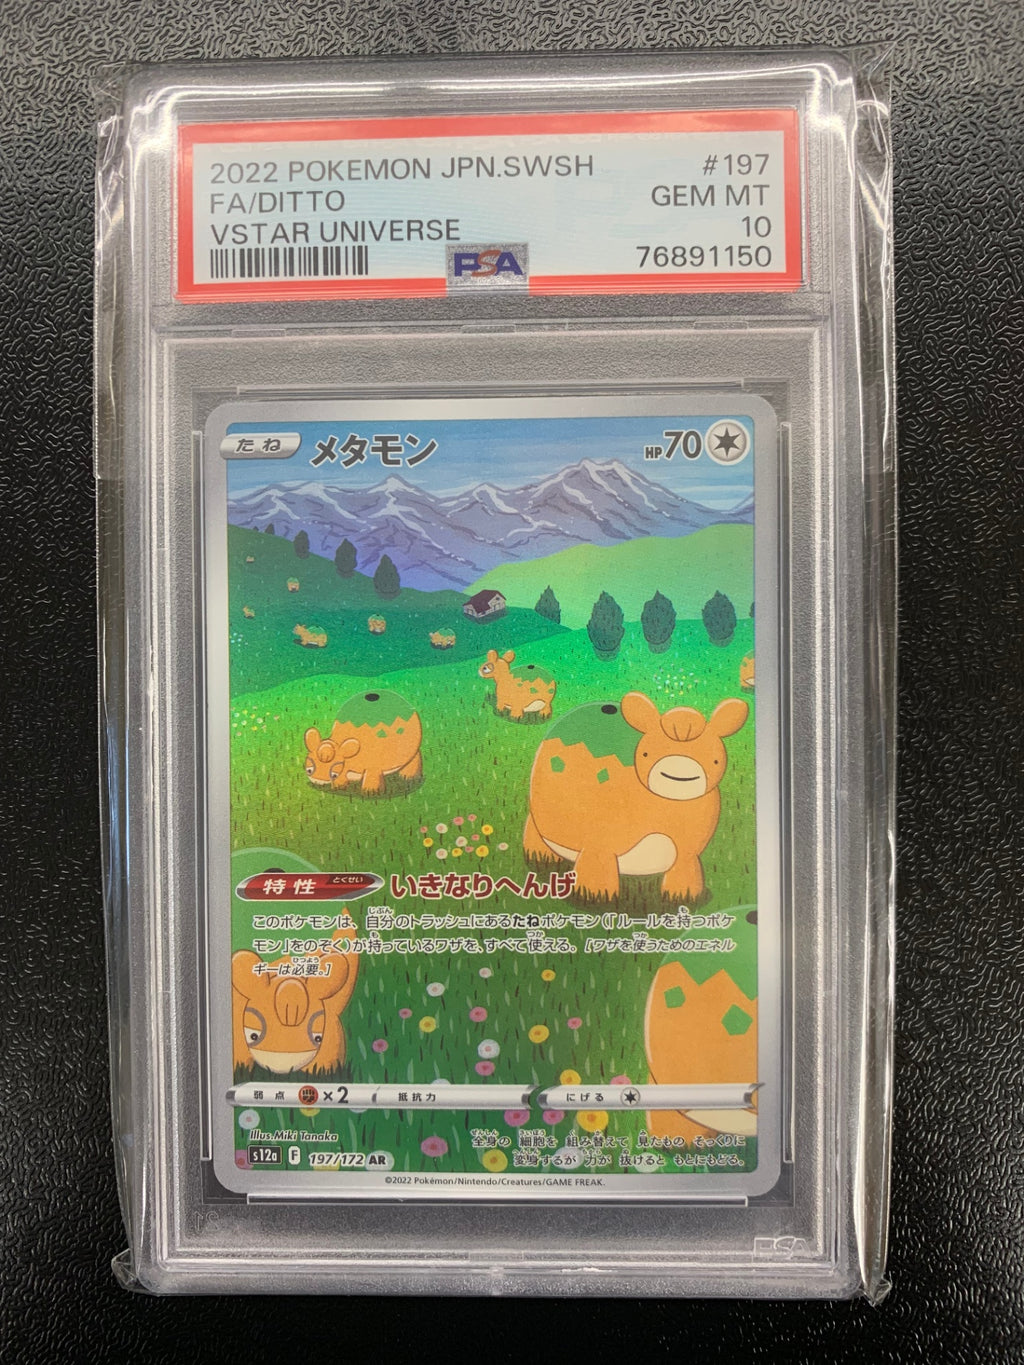 2022 POKEMON JPN.SWSH #197
FA/DITTO GEM MT
VSTAR UNIVERSE 10
PSA 76891150
たね メタモン HP70
特性 とくせい いきなりへんげ
このポケモンは、自分のトラッシュにあるたねポケモン(「ルールを持つポケ
モン」をのぞく)が持っているワザを、すべて使える。[ワザを使うためのエネル
ギーは必要。]
弱点 ×2 抵抗力 にげる
Illus. Miki Tanaka
全身の 細胞を 組み替えて 見たもの そっくりに
変身するが 力が 抜けると もとにもどる。
s12a F 197/172 AR
©2022 Pokémon/Nintendo/Creatures/GAME FREAK.
PSA